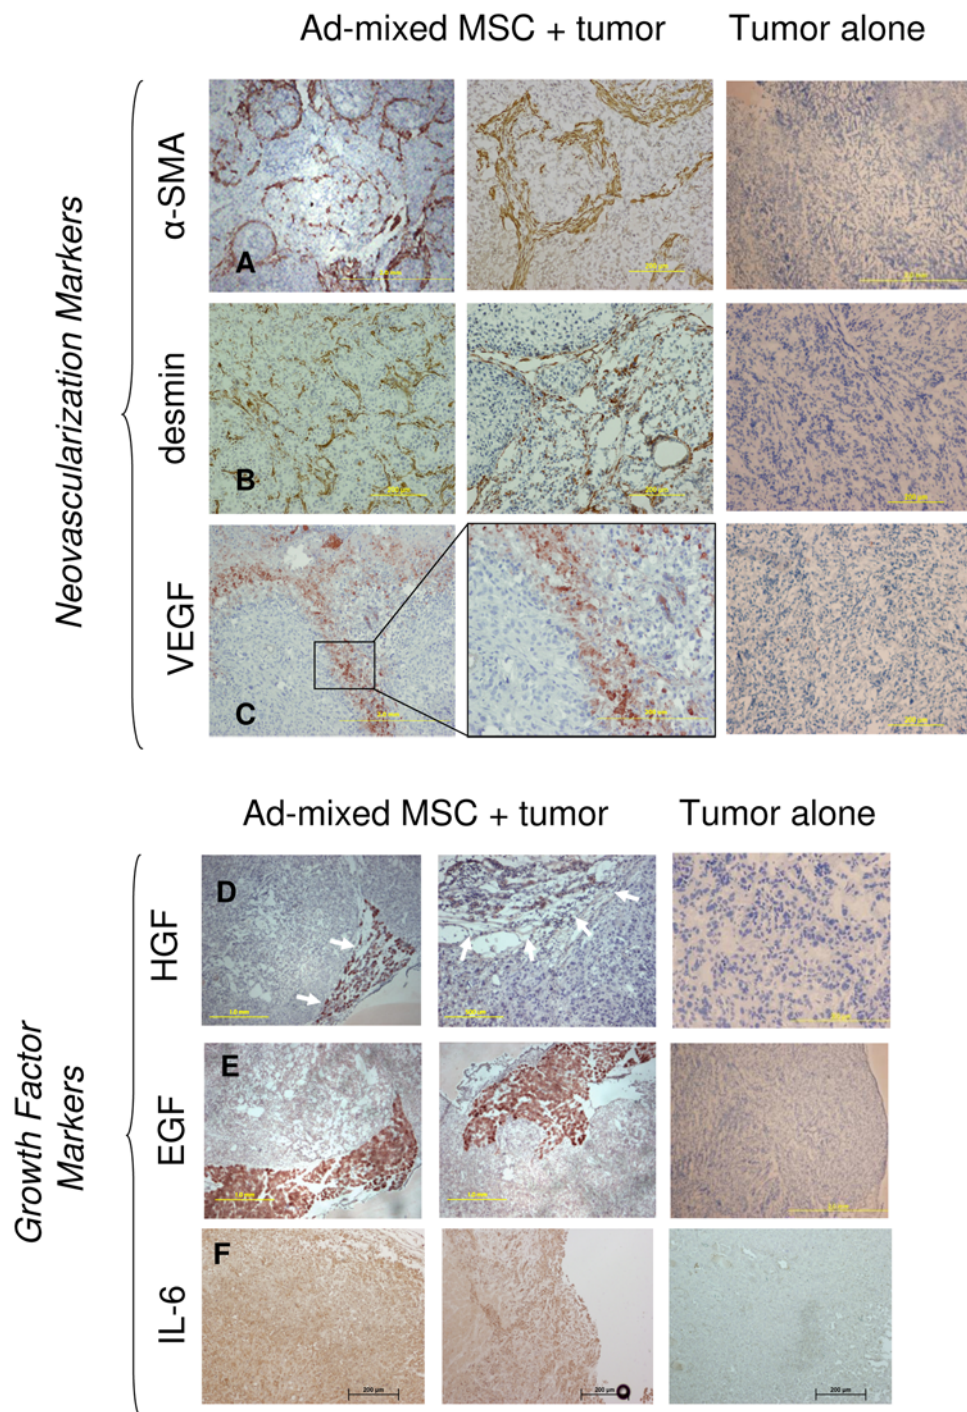 Ad-mixed MSC + tumor Tumor alone
Neovascularization Markers
α-SMA
A
desmin
B
VEGF
C
Ad-mixed MSC + tumor Tumor alone
Growth Factor
Markers
HGF
D
EGF
E
IL-6
F
200 µm 200 µm 200 µm